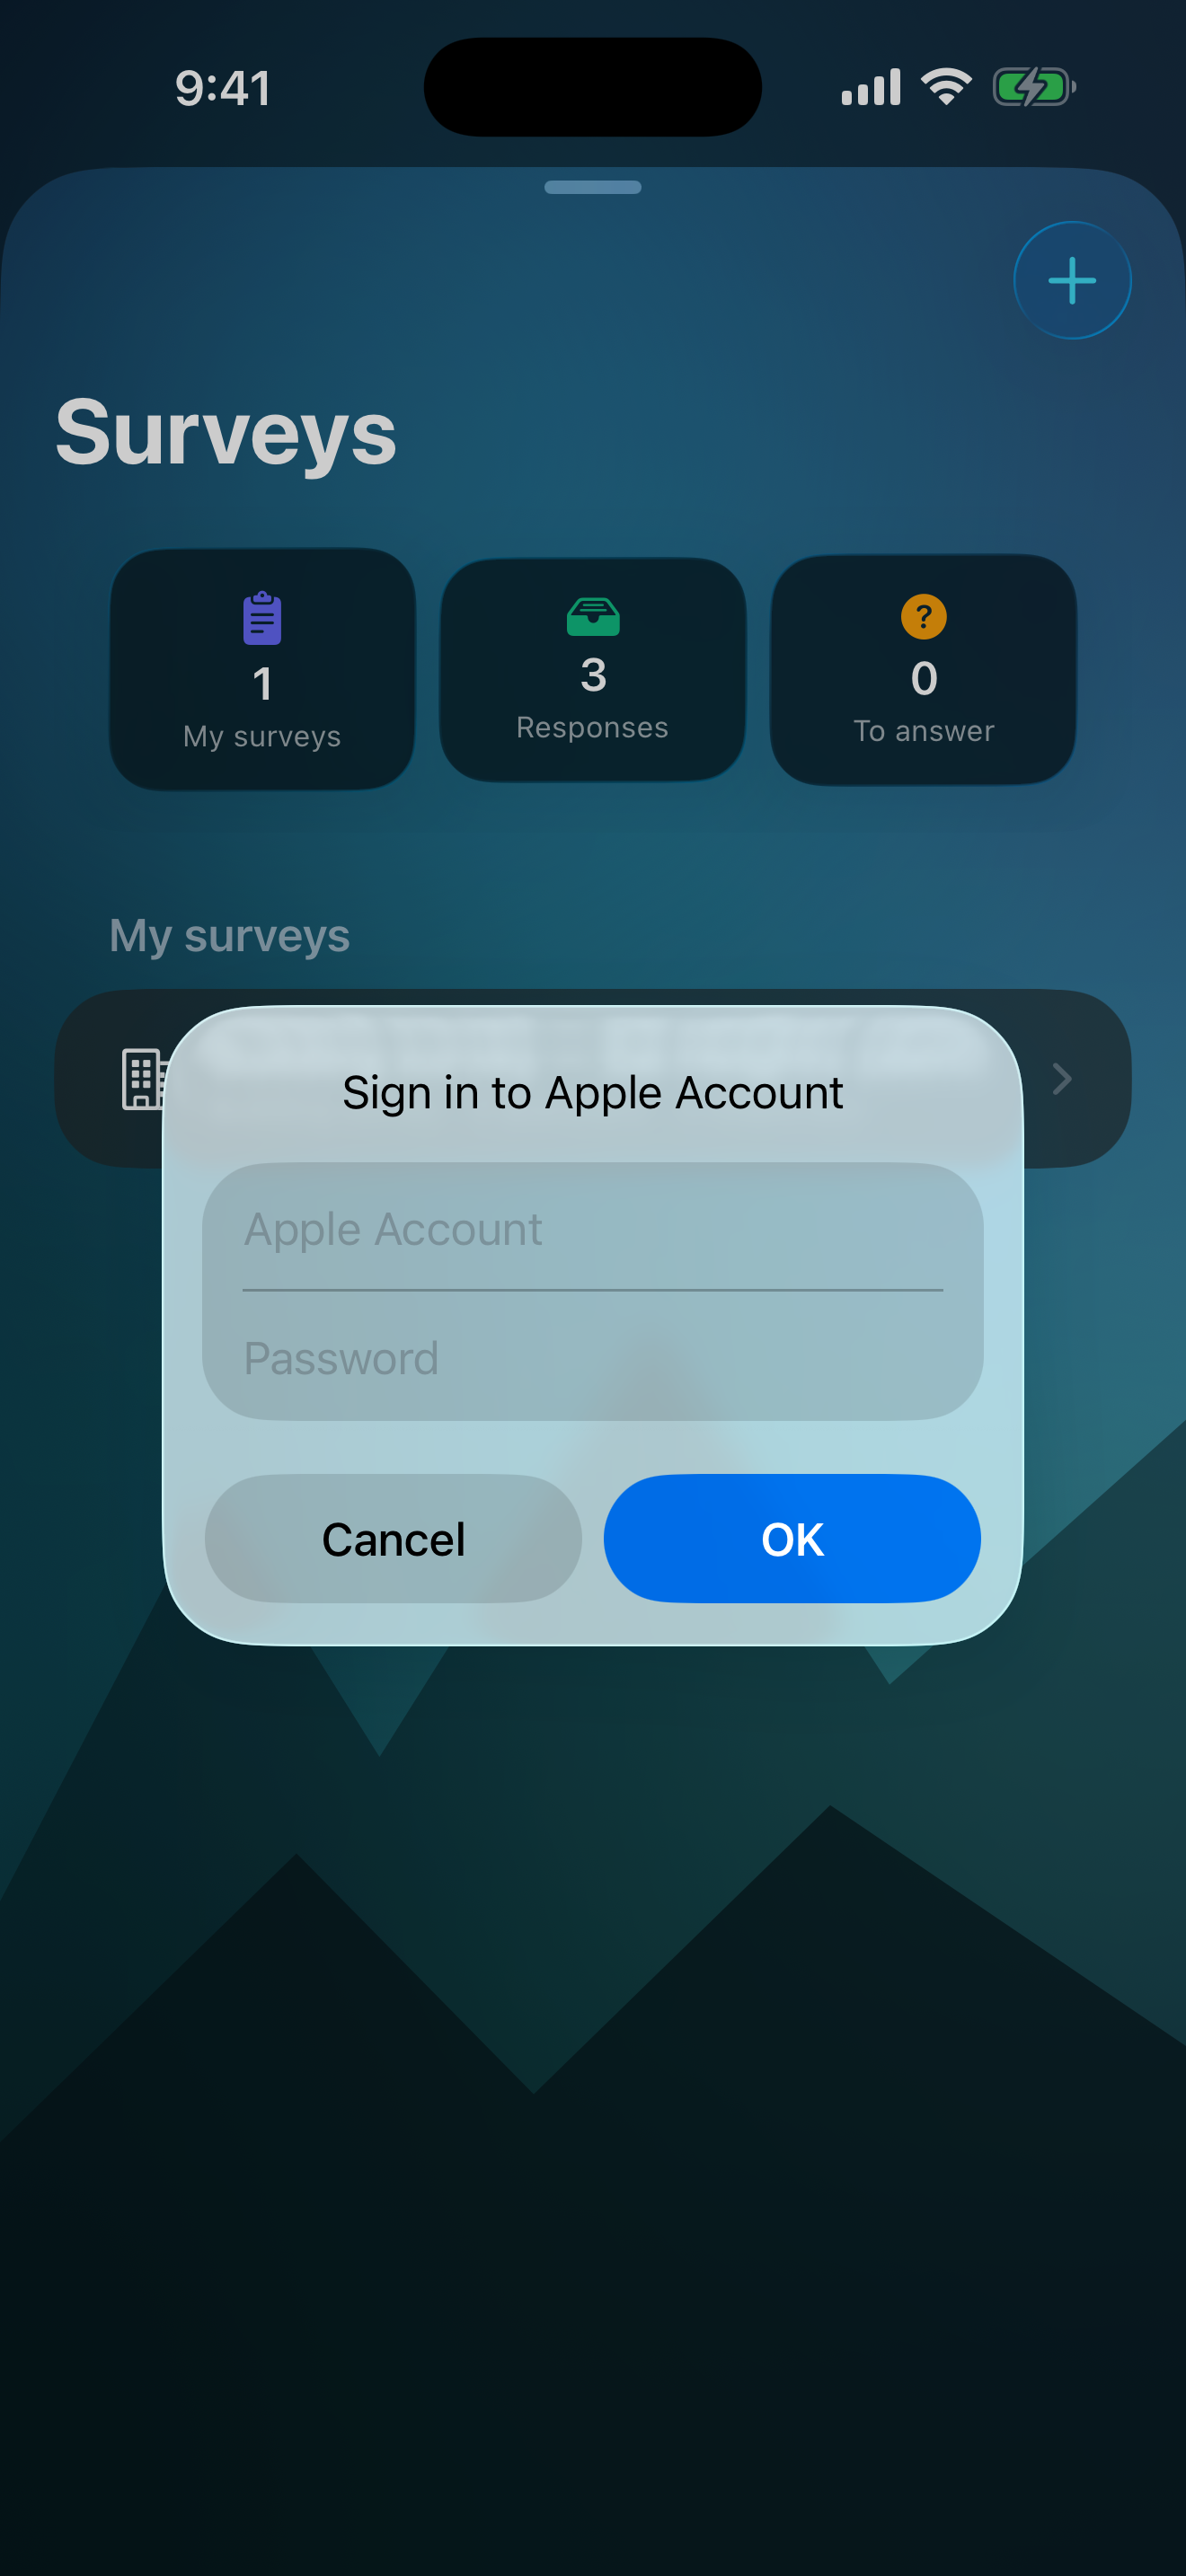 9:41
Surveys
1
My surveys
3
Responses
?
0
To answer
My surveys
Sign in to Apple Account
Apple Account
Password
Cancel
OK